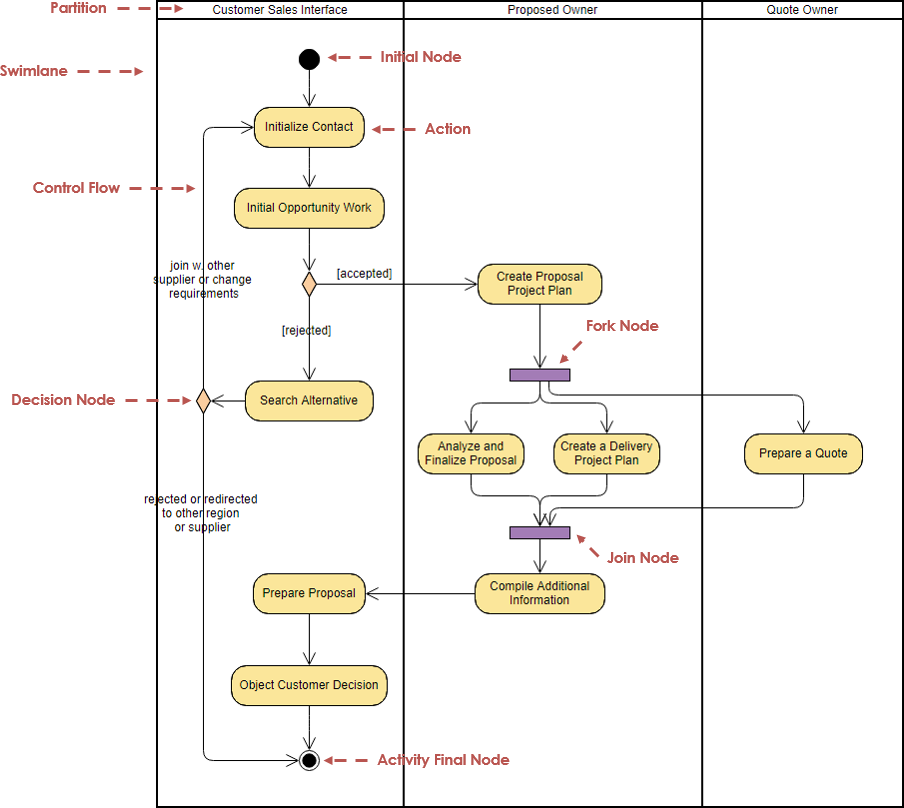 Partition
Customer Sales Interface
Proposed Owner
Quote Owner
Initial Node
Swimlane
Initialize Contact
Action
Control Flow
Initial Opportunity Work
join w. other
supplier or change
requirements
[accepted]
Create Proposal
Project Plan
[rejected]
Fork Node
Decision Node
Search Alternative
Analyze and
Finalize Proposal
Create a Delivery
Project Plan
Prepare a Quote
rejected or redirected
to other region
or supplier
Join Node
Prepare Proposal
Compile Additional
Information
Object Customer Decision
Activity Final Node